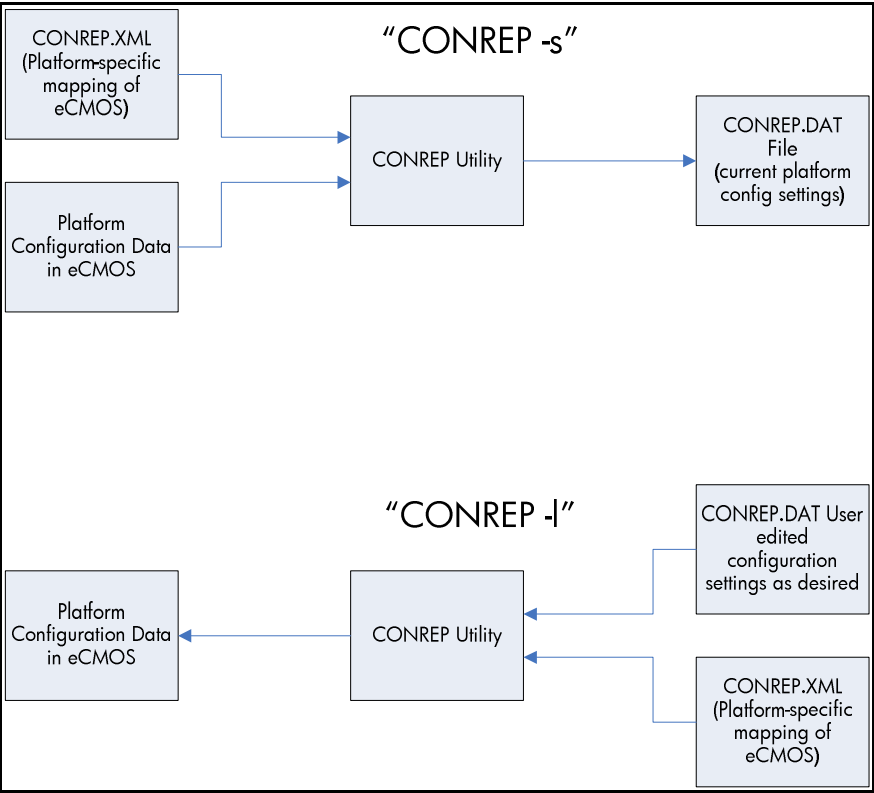 “CONREP -s”
CONREP.XML
(Platform-specific
mapping of
eCMOS)
Platform
Configuration Data
in eCMOS
CONREP Utility
CONREP.DAT
File
(current platform
config settings)
“CONREP -l”
Platform
Configuration Data
in eCMOS
CONREP Utility
CONREP.DAT User
edited
configuration
settings as desired
CONREP.XML
(Platform-specific
mapping of
eCMOS)